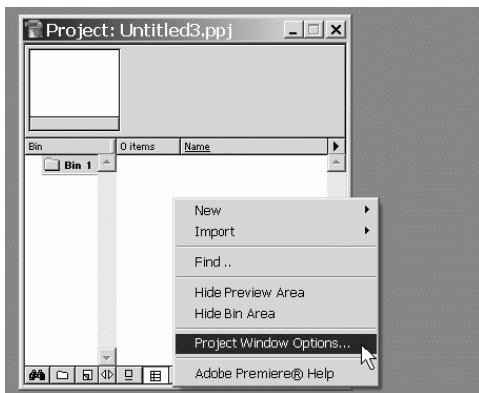 Project: Untitled3.ppj
Bin 0 items Name
Bin 1
New
Import
Find ..
Hide Preview Area
Hide Bin Area
Project Window Options...
Adobe Premiere® Help